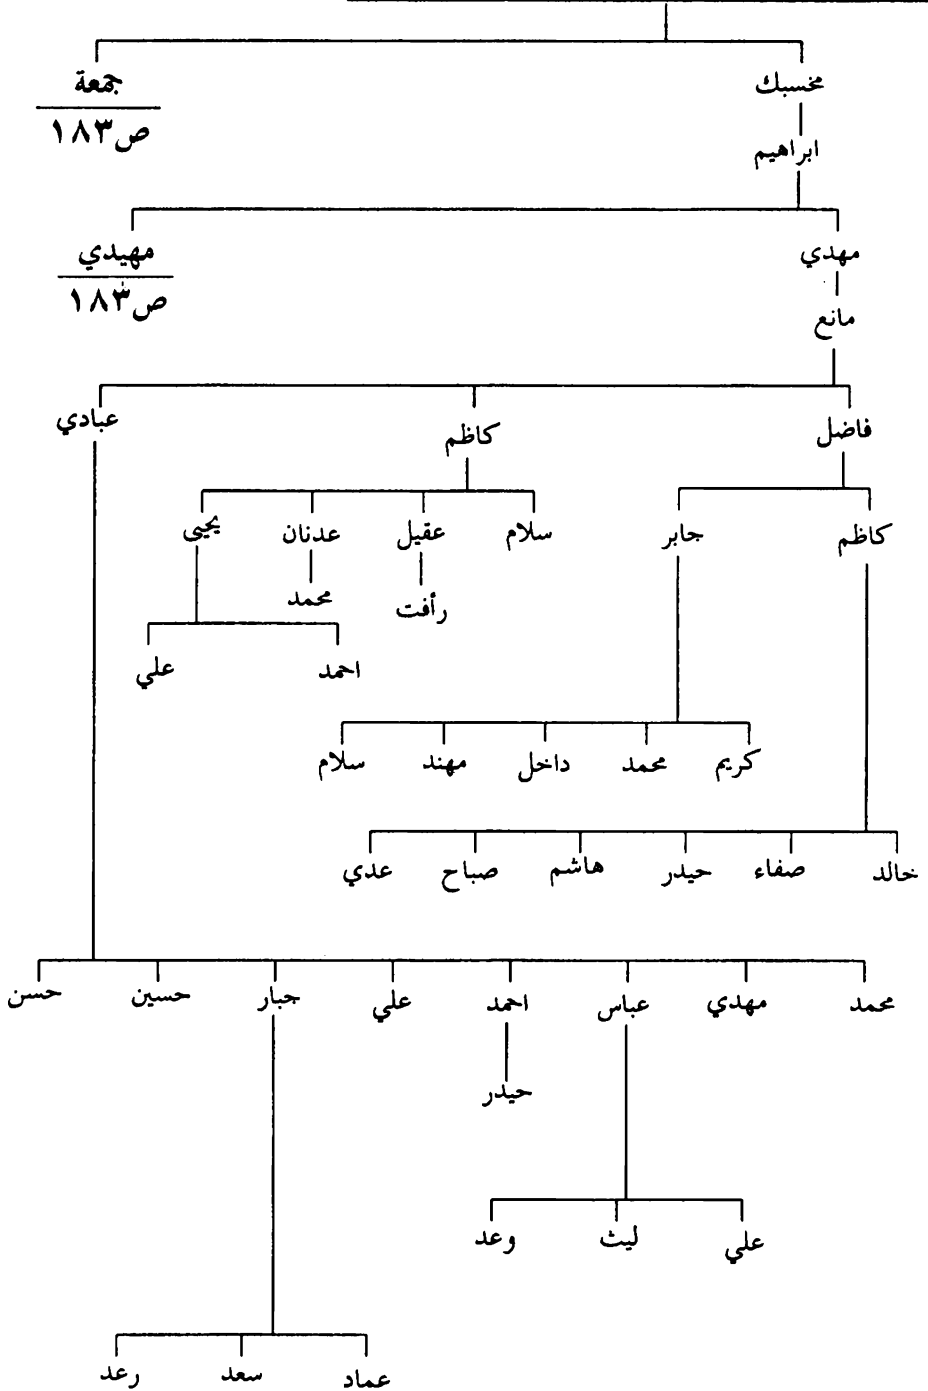 مخسبك جمعة
ص١٨٣
ابراهيم
مهدي مهيدي
ص١٨٣
مانع
فاضل كاظم عبادي
كاظم جابر سلام عقيل عدنان يحيى
رأفت محمد
احمد علي
كريم محمد داخل مهند سلام
خالد صفاء حيدر هاشم صباح عدي
محمد مهدي عباس احمد علي جبار حسين حسن
حيدر
علي ليث وعد
عماد سعد رعد